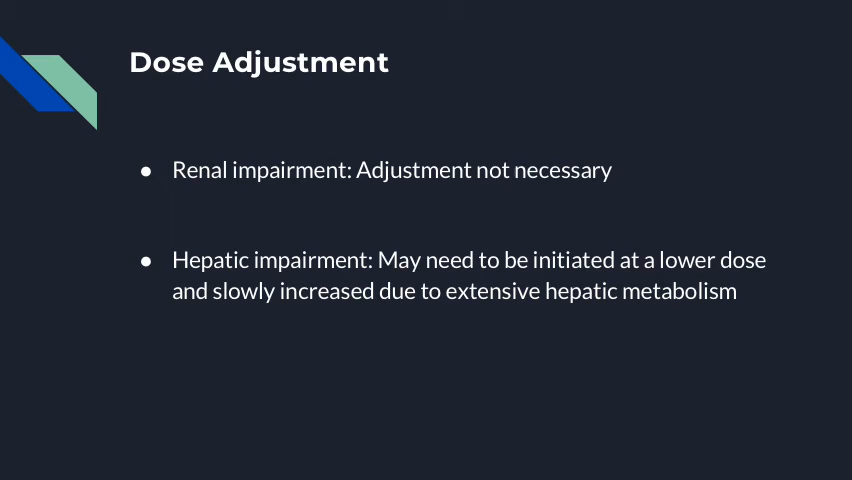 Dose Adjustment
● Renal impairment: Adjustment not necessary
● Hepatic impairment: May need to be initiated at a lower dose
and slowly increased due to extensive hepatic metabolism